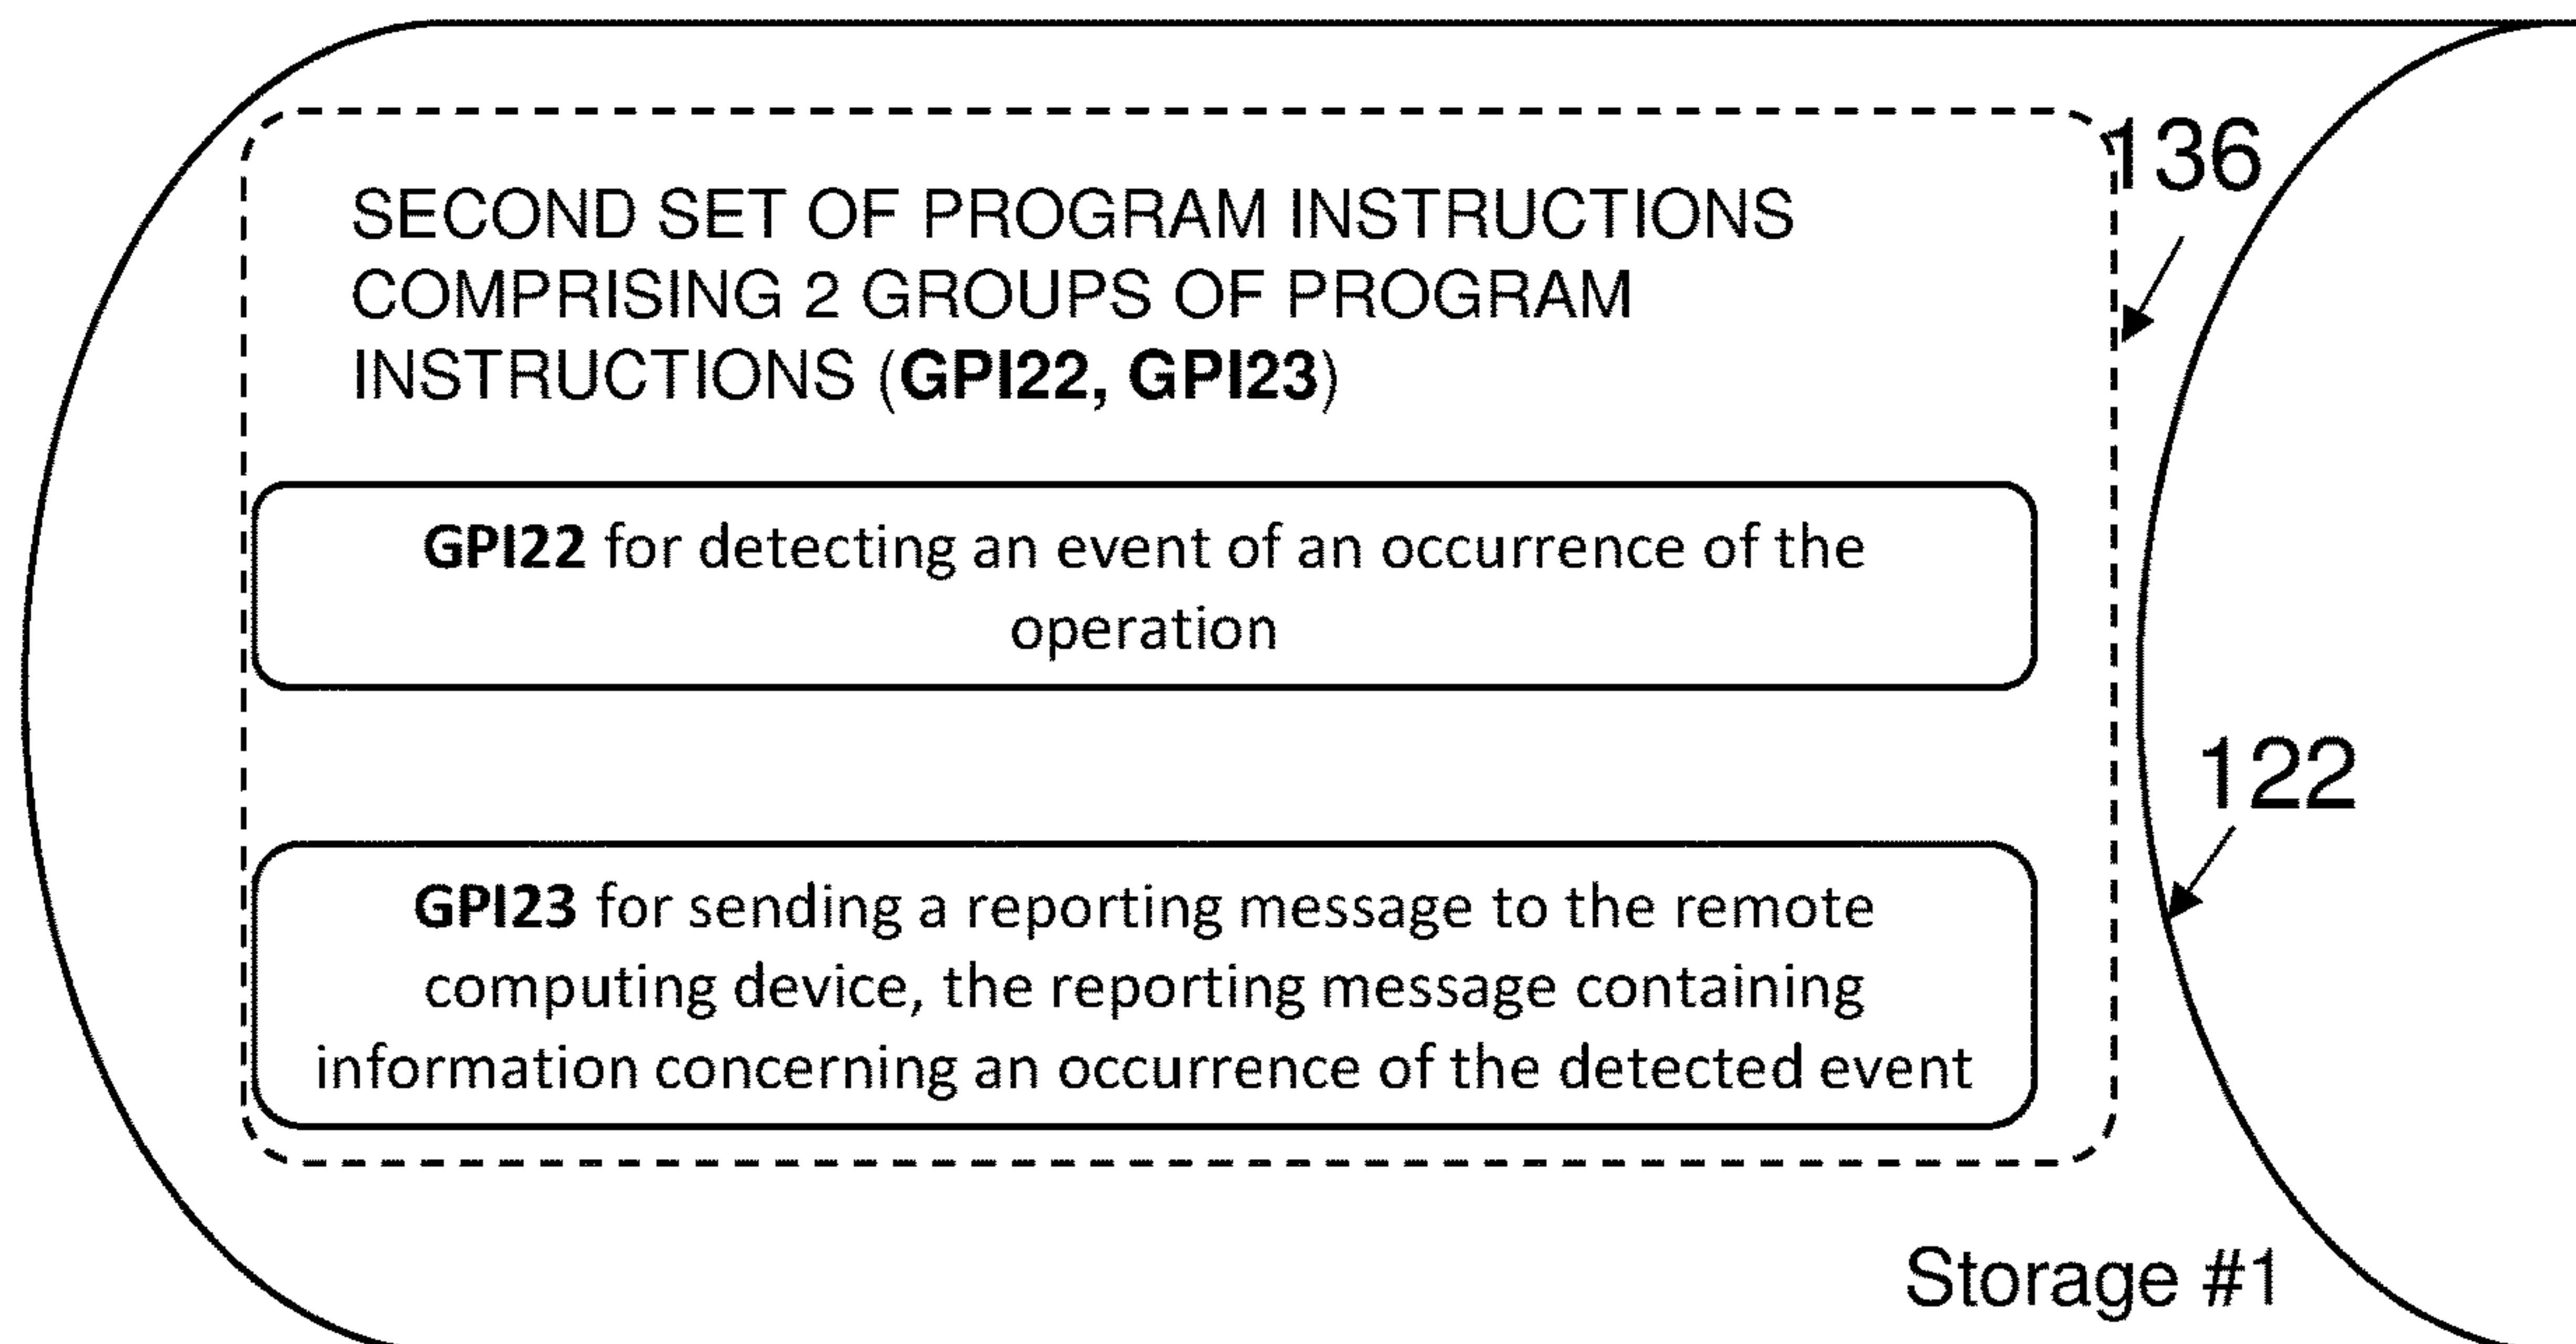 136
SECOND SET OF PROGRAM INSTRUCTIONS
COMPRISING 2 GROUPS OF PROGRAM
INSTRUCTIONS (GPI22, GPI23)
GPI22 for detecting an event of an occurrence of the
operation
122
GPI23 for sending a reporting message to the remote
computing device, the reporting message containing
information concerning an occurrence of the detected event
Storage #1